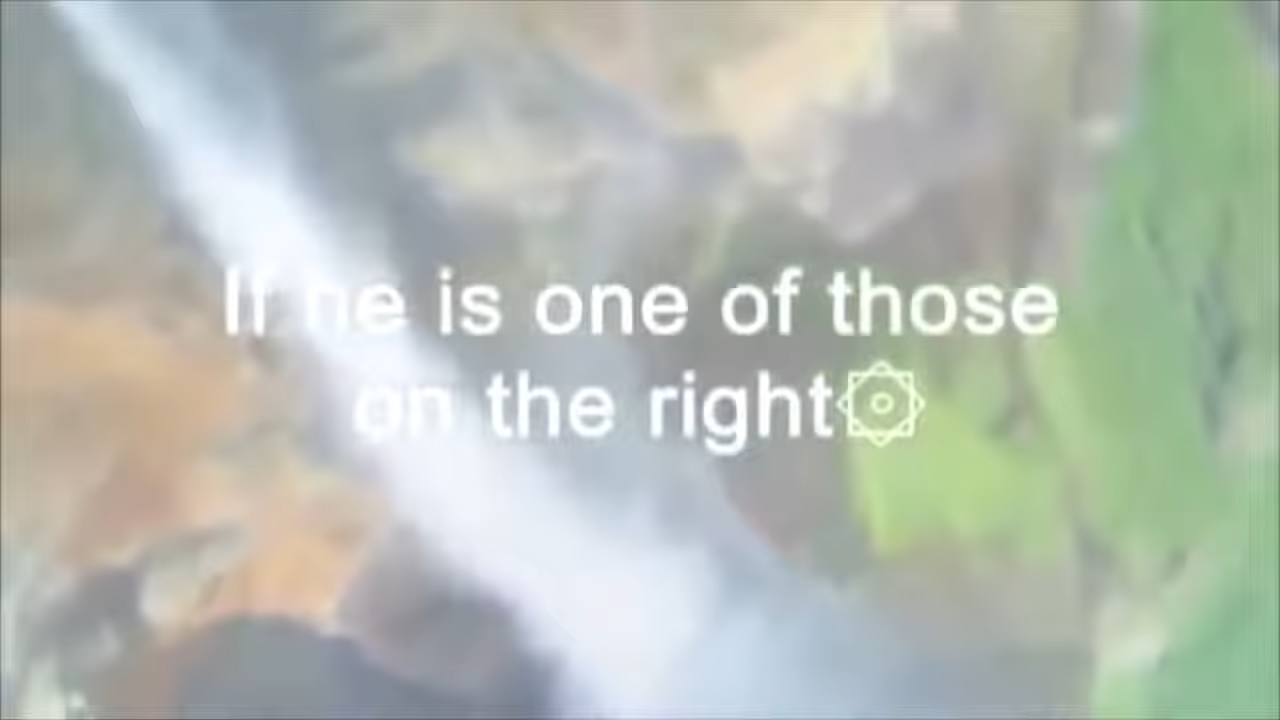 If he is one of those
on the right۞